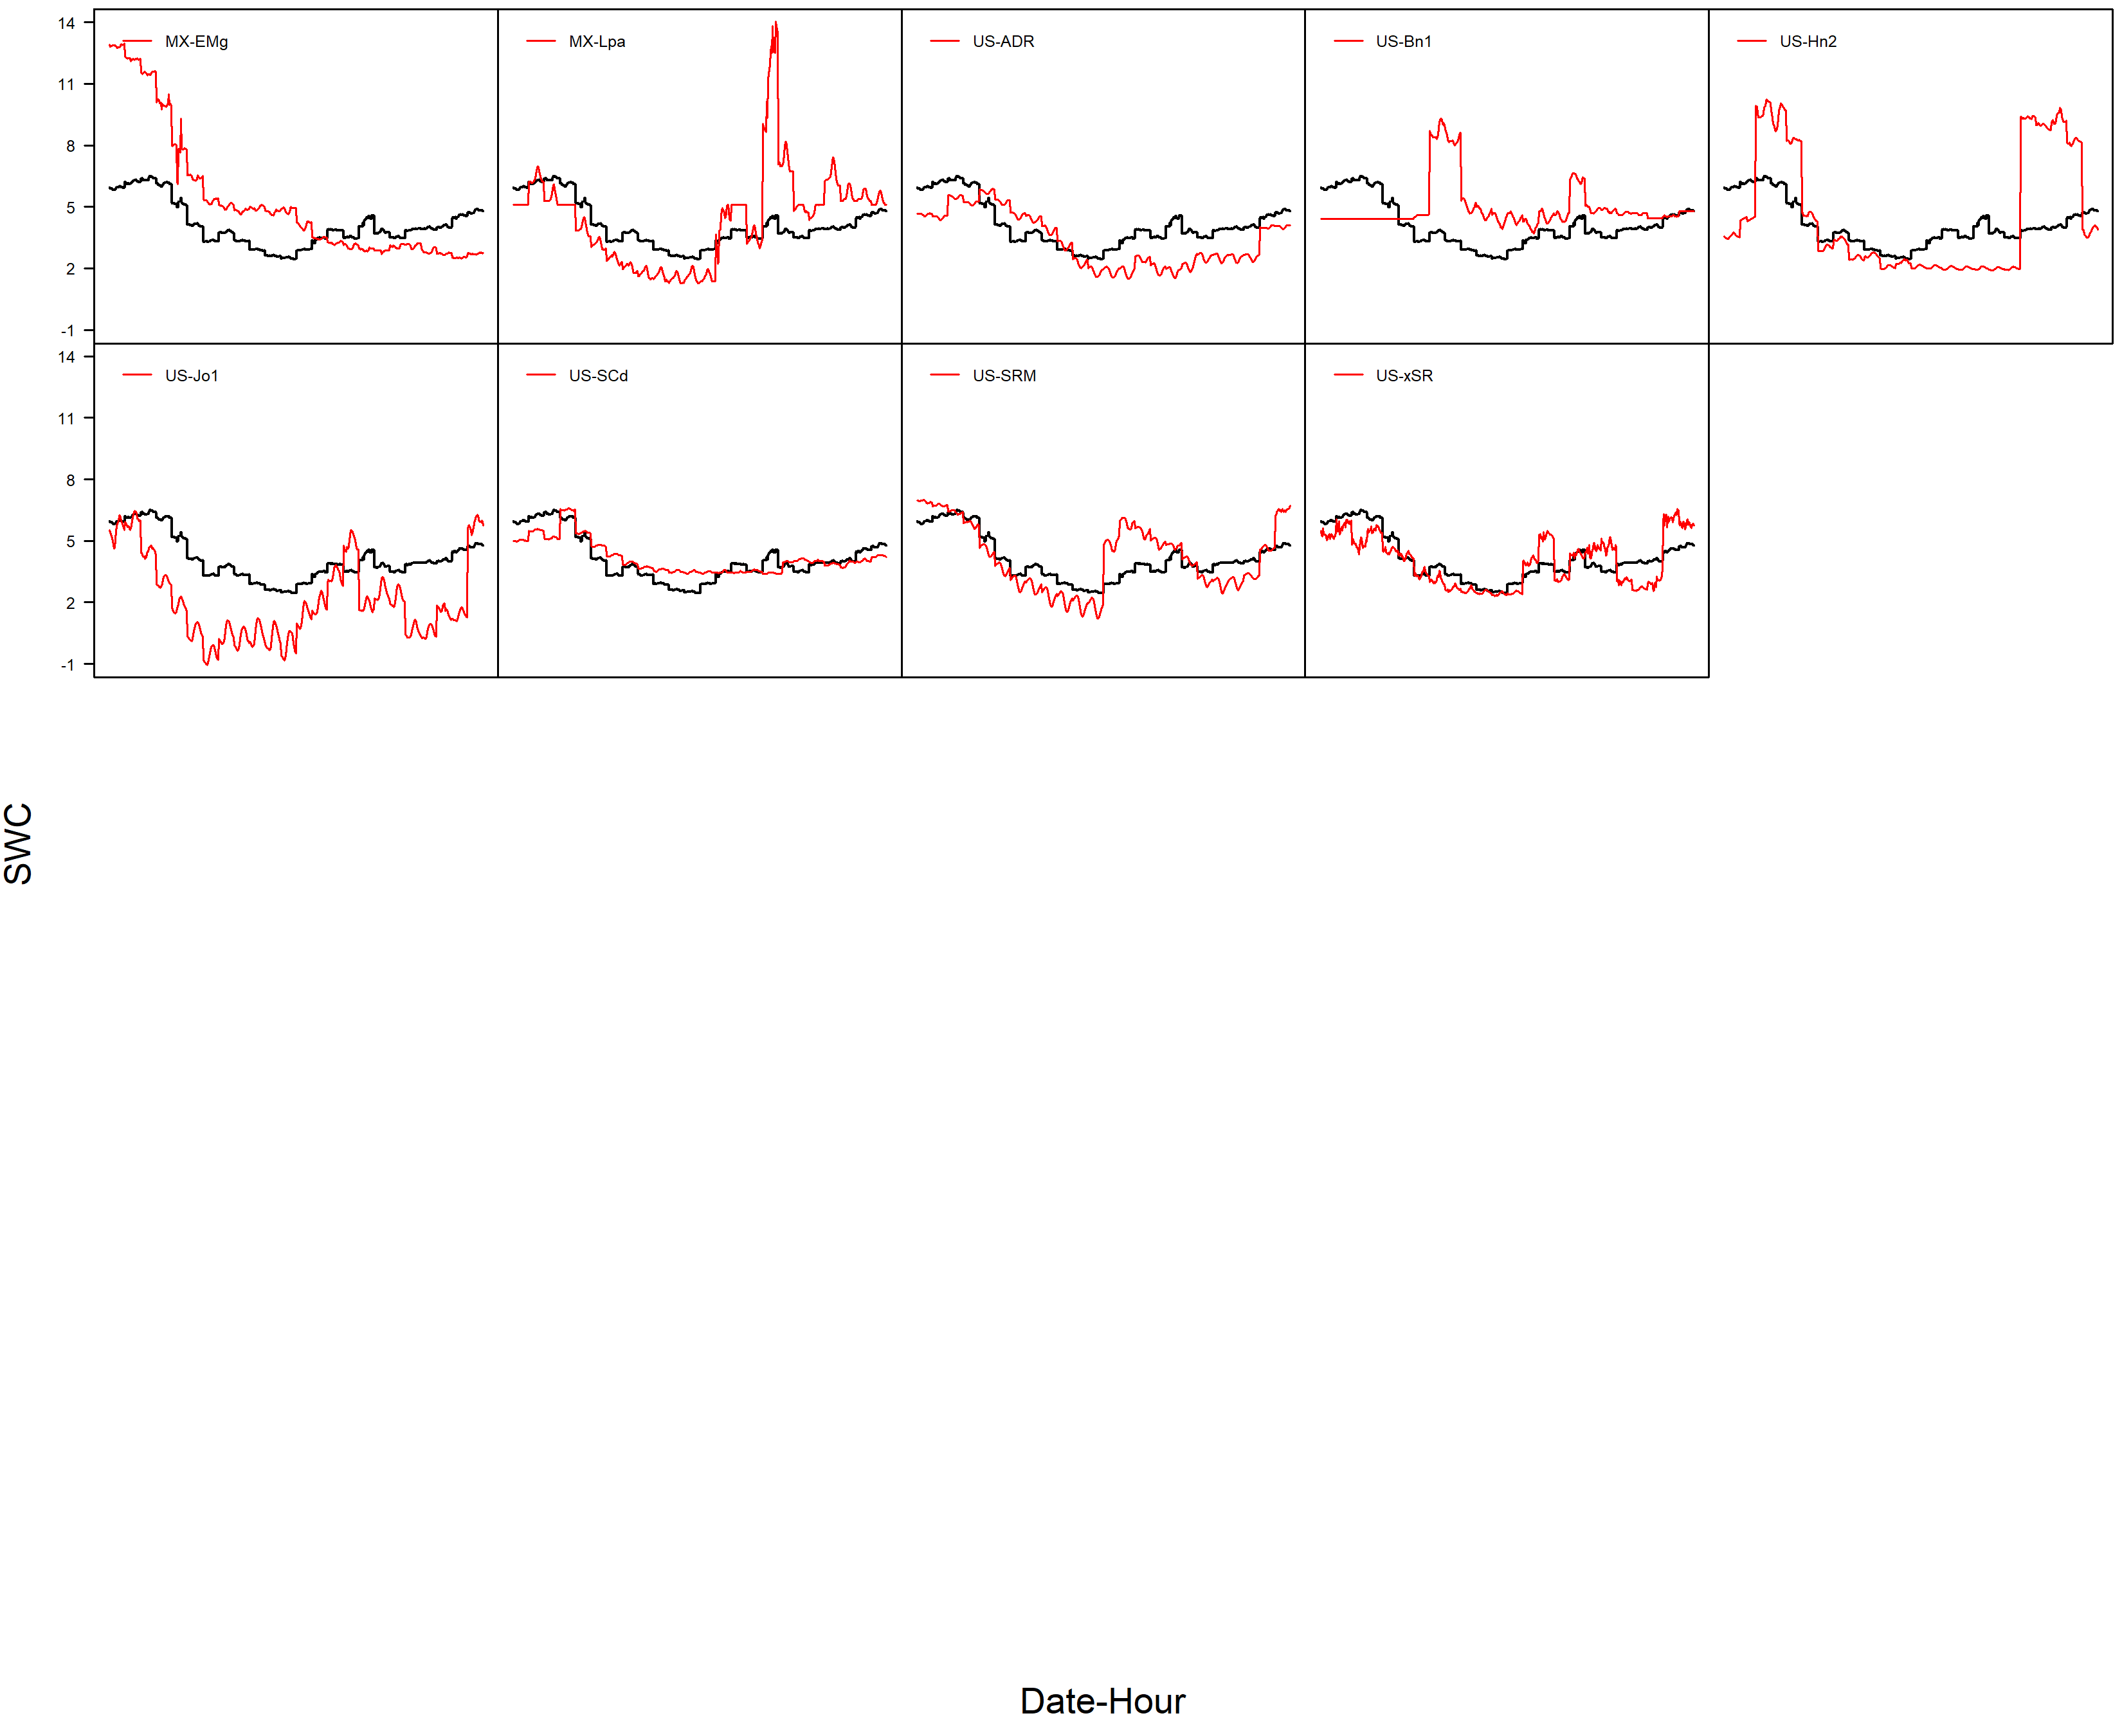 14
11
8
5
2
-1
MX-EMg
MX-Lpa
US-ADR
US-Bn1
US-Hn2
14
11
8
5
2
-1
US-Jo1
US-SCd
US-SRM
US-xSR
SWC
Date-Hour